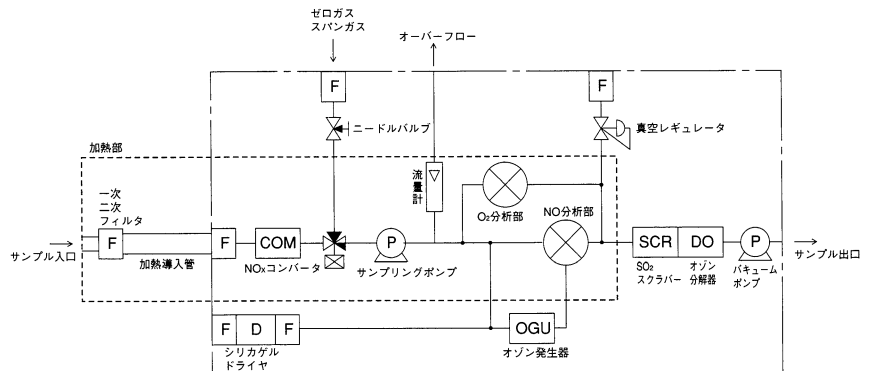 ゼロガス
スパンガス
オーバーフロー
F
F
ニードルバルブ
真空レギュレータ
加熱部
一次
二次
フィルタ
流量計
O₂分析部
NO分析部
サンプル入口
F
加熱導入管
F
COM
NOxコンバータ
P
サンプリングポンプ
SCR
DO
P
サンプル出口
SO₂
スクラバー
オゾン
分解器
バキューム
ポンプ
F
D
F
シリカゲル
ドライヤ
OGU
オゾン発生器